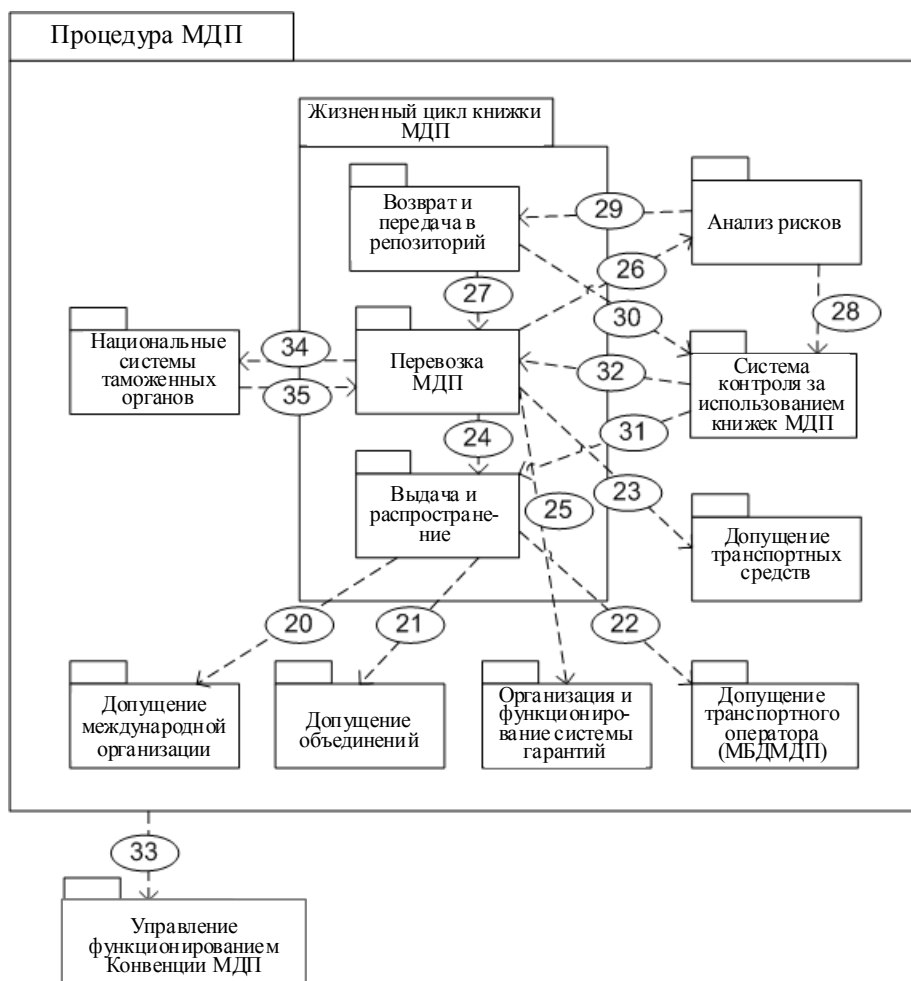 Процедура МДП
Жизненный цикл книжки
МДП
Возврат и
передача в
репозиторий
29
Анализ рисков
26
27
30
28
Национальные
системы
таможенных
органов
34
35
Перевозка
МДП
32
Система
контроля за
использованием
книжек МДП
24
31
Выдача и
распростране-
ние
25
23
Допущение
транспортных
средств
20
21
22
Допущение
международной
организации
Допущение
объединений
Организация и
функциониро-
вание системы
гарантий
Допущение
транспортного
оператора
(МБДМДП)
33
Управление
функционированием
Конвенции МДП